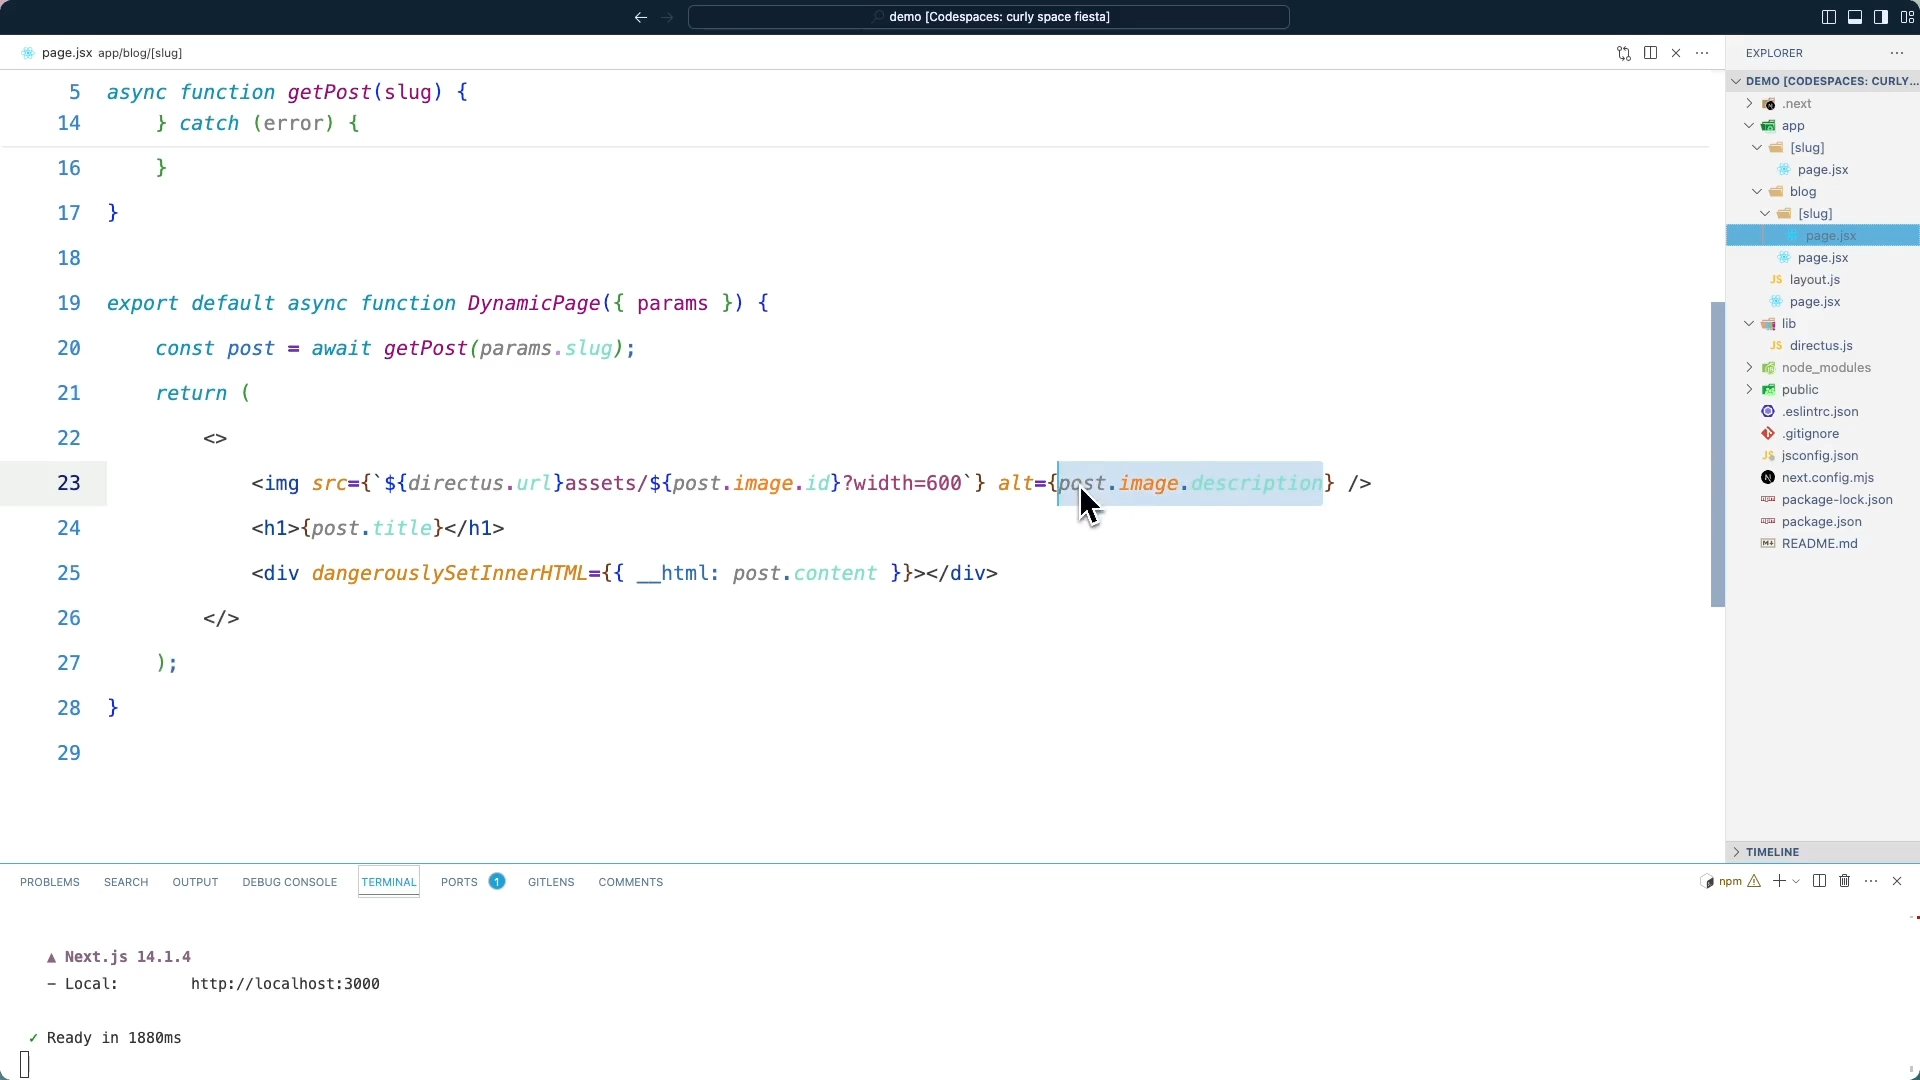 demo [Codespaces: curly space fiesta]
page.jsx app/blog/[slug]
5 async function getPost(slug) {
14 } catch (error) {
16 }
17 }
18
19 export default async function DynamicPage({ params }) {
20 const post = await getPost(params.slug);
21 return (
22 <>
23 <img src={`${directus.url}assets/${post.image.id}?width=600`} alt={post.image.description} />
24 <h1>{post.title}</h1>
25 <div dangerouslySetInnerHTML={{ __html: post.content }}></div>
26 </>
27 );
28 }
29
EXPLORER
DEMO [CODESPACES: CURLY...
.next
app
[slug]
page.jsx
blog
[slug]
page.jsx
page.jsx
JS layout.js
page.jsx
lib
JS directus.js
node_modules
public
.eslintrc.json
.gitignore
JS jsconfig.json
N next.config.mjs
package-lock.json
package.json
README.md
TIMELINE
PROBLEMS SEARCH OUTPUT DEBUG CONSOLE TERMINAL PORTS 1 GITLENS COMMENTS
npm
▲ Next.js 14.1.4
- Local: http://localhost:3000
✓ Ready in 1880ms